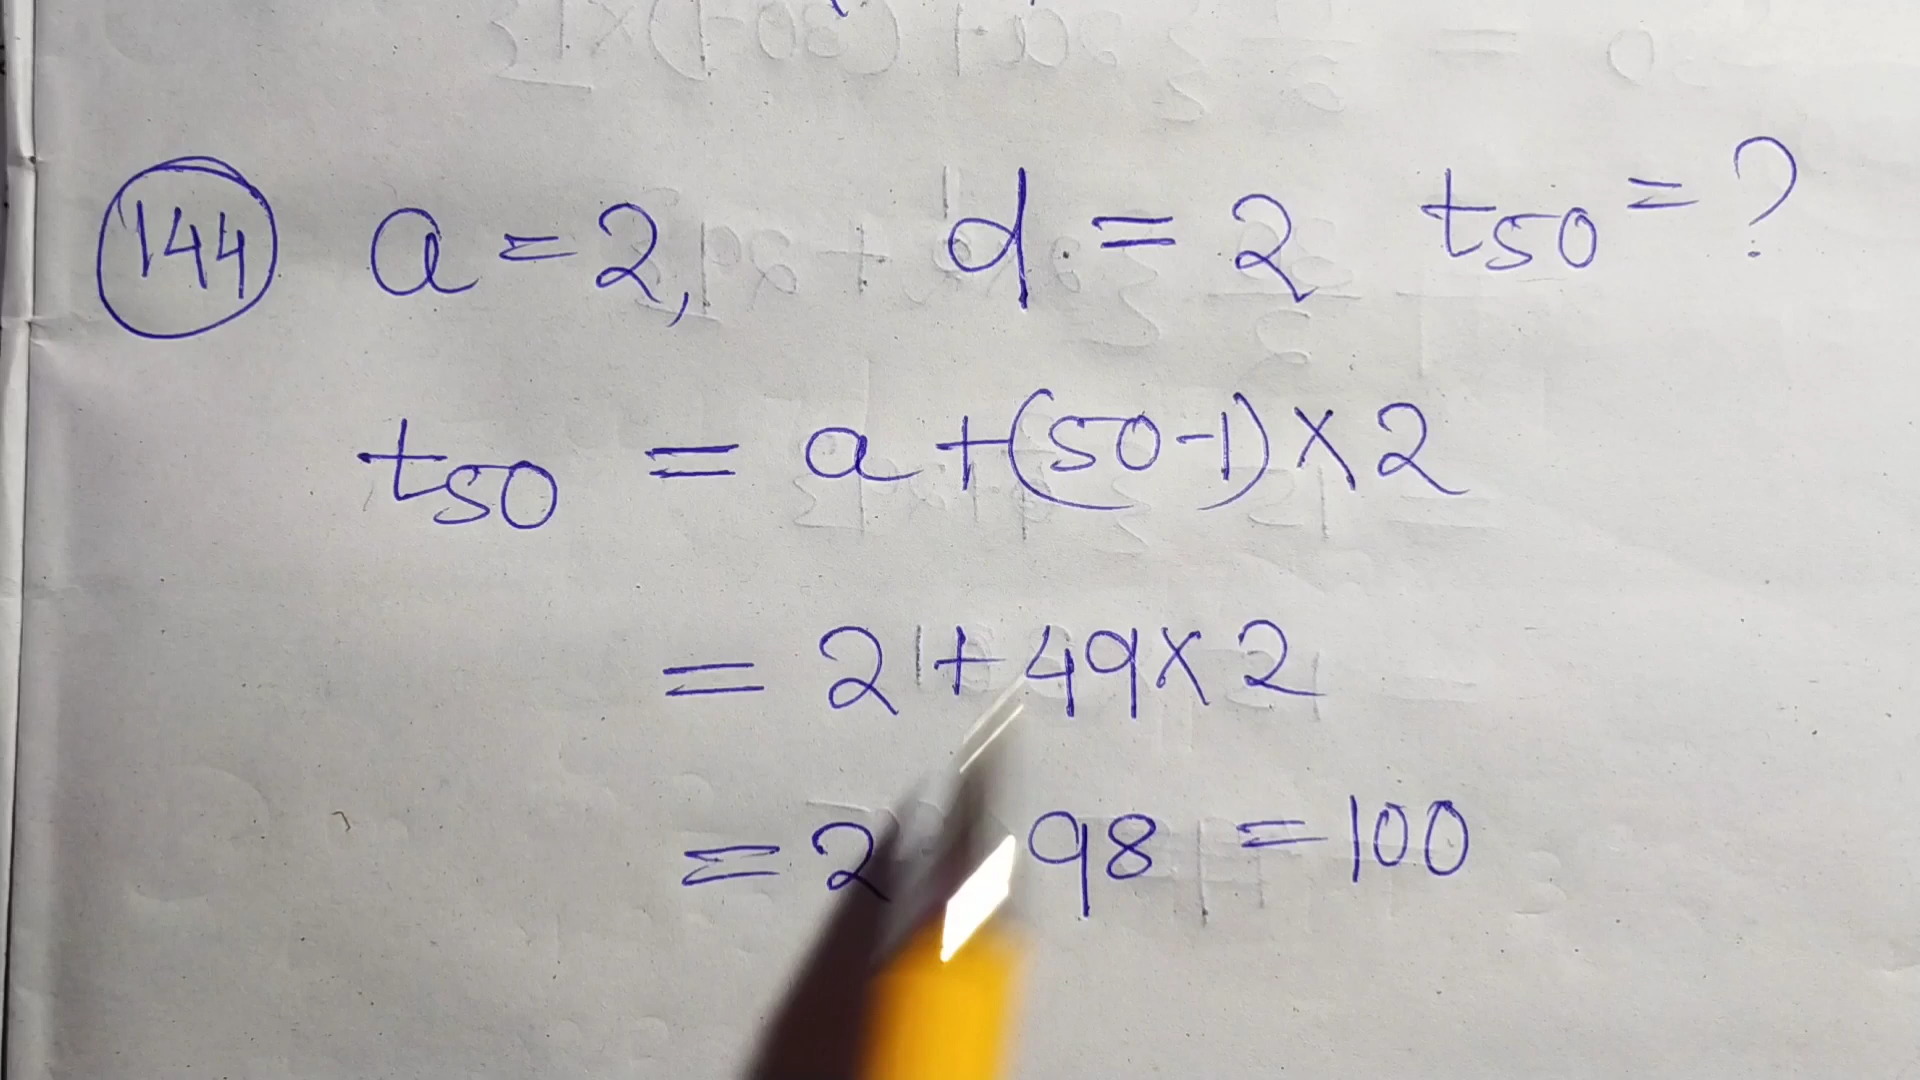 144 a = 2, d = 2 t50 = ?
t50 = a + (50-1) × 2
= 2 + 49 × 2
= 2 98 = 100